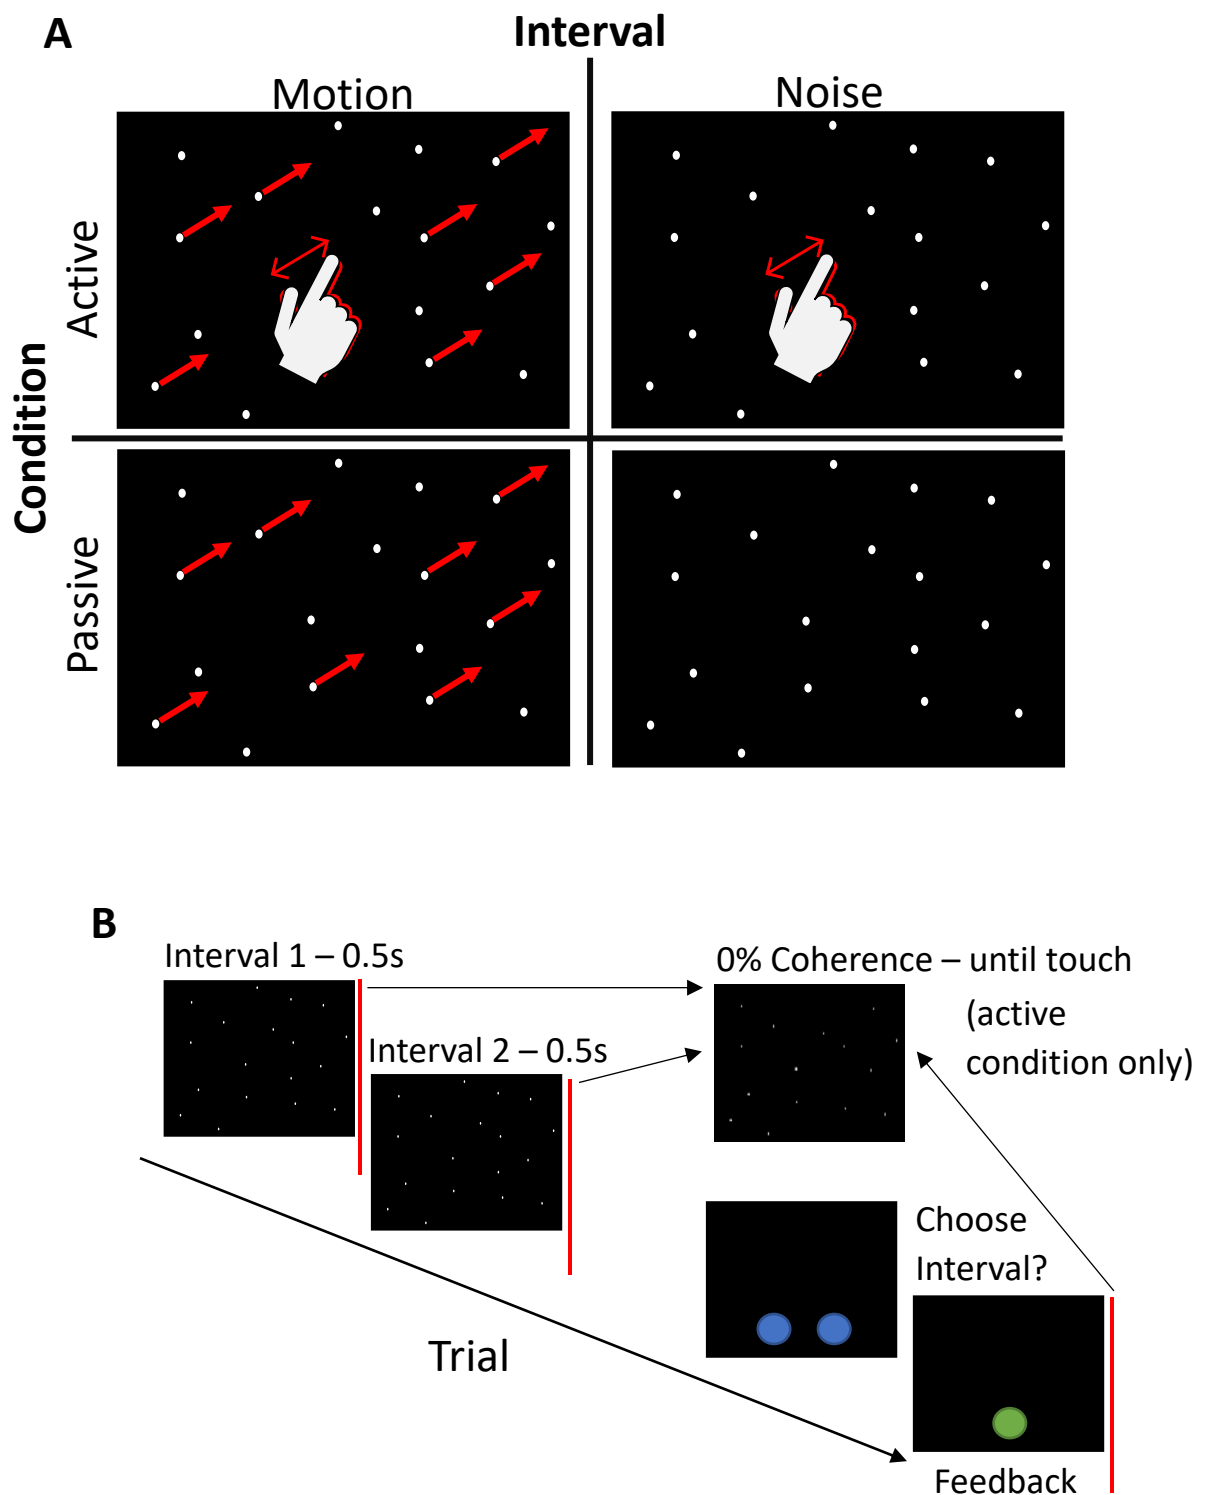 A
Interval
Motion
Noise
Condition
Active
Passive
B
Interval 1 – 0.5s
0% Coherence – until touch
(active
condition only)
Interval 2 – 0.5s
Choose
Interval?
Trial
Feedback